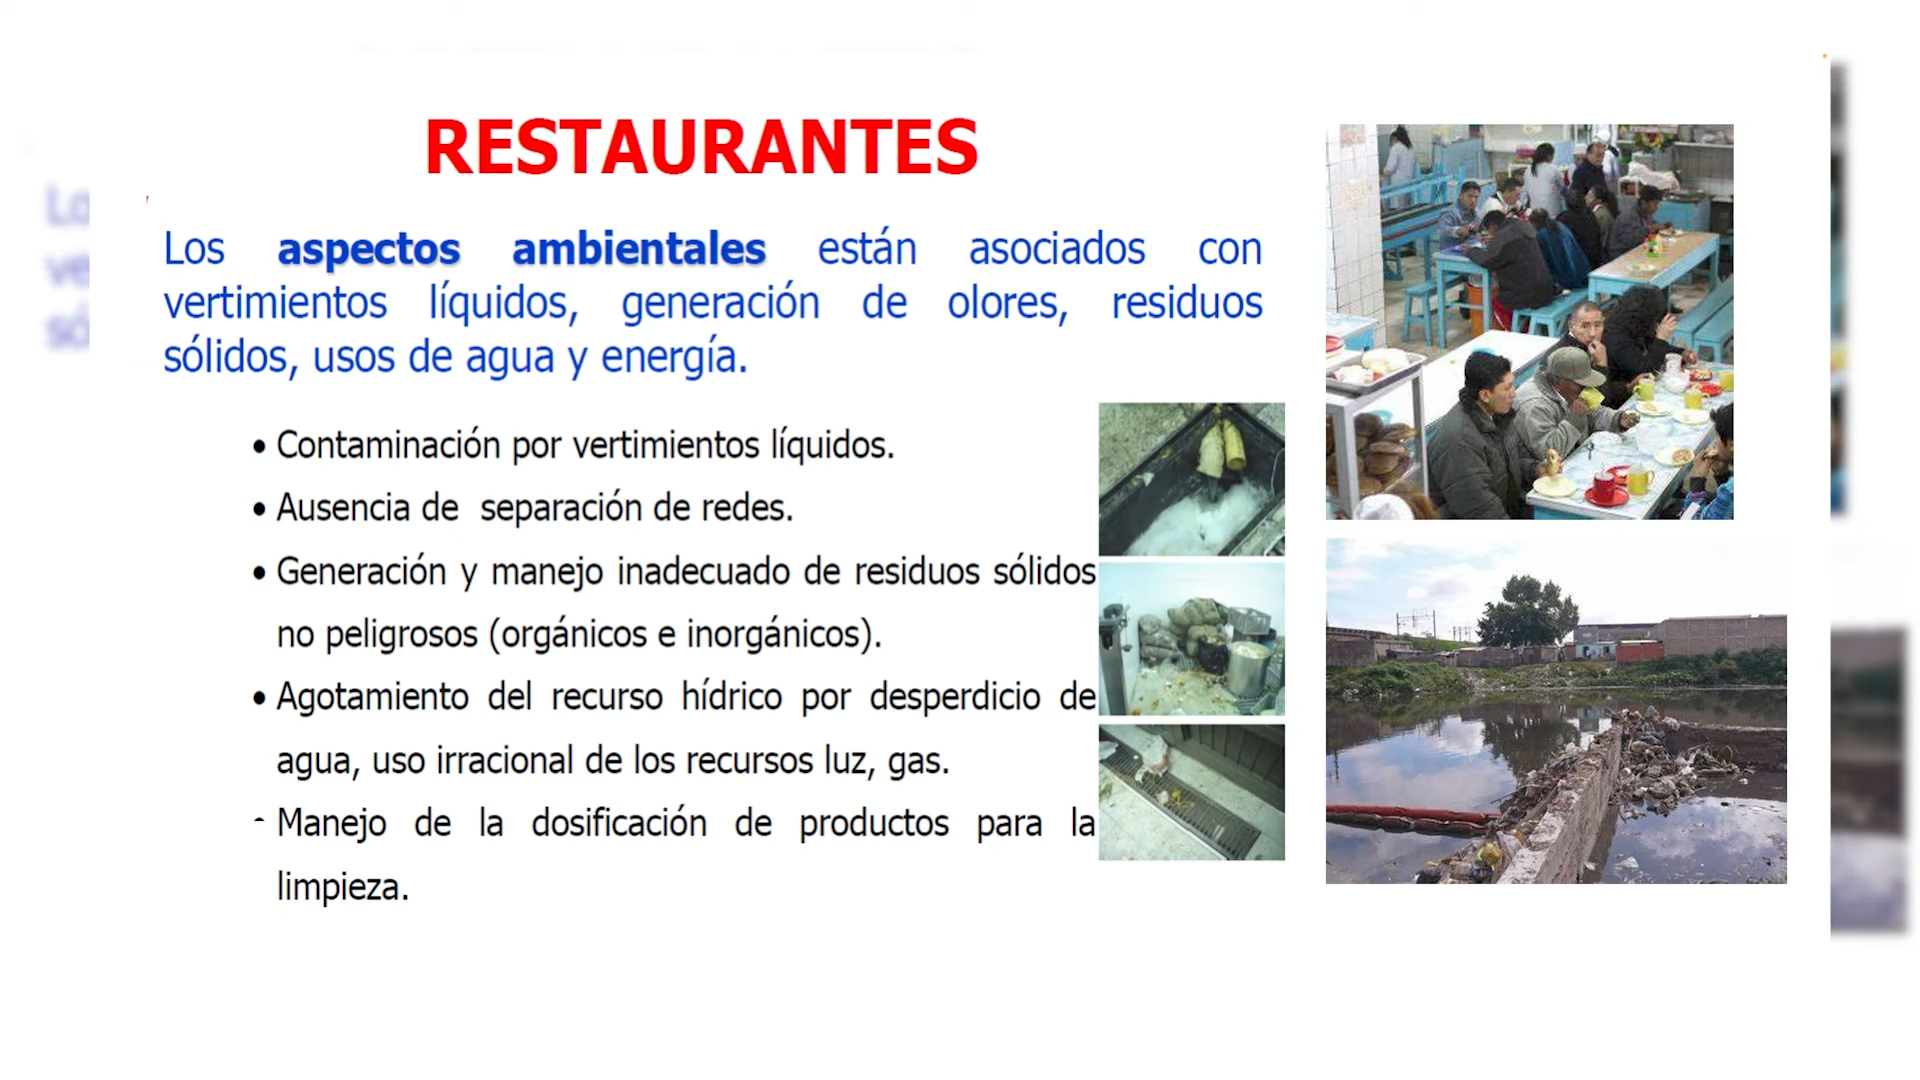 RESTAURANTES
Los aspectos ambientales están asociados con
vertimientos líquidos, generación de olores, residuos
sólidos, usos de agua y energía.
• Contaminación por vertimientos líquidos.
• Ausencia de separación de redes.
• Generación y manejo inadecuado de residuos sólidos
no peligrosos (orgánicos e inorgánicos).
• Agotamiento del recurso hídrico por desperdicio de
agua, uso irracional de los recursos luz, gas.
Manejo de la dosificación de productos para la
limpieza.
Lo
ve
só